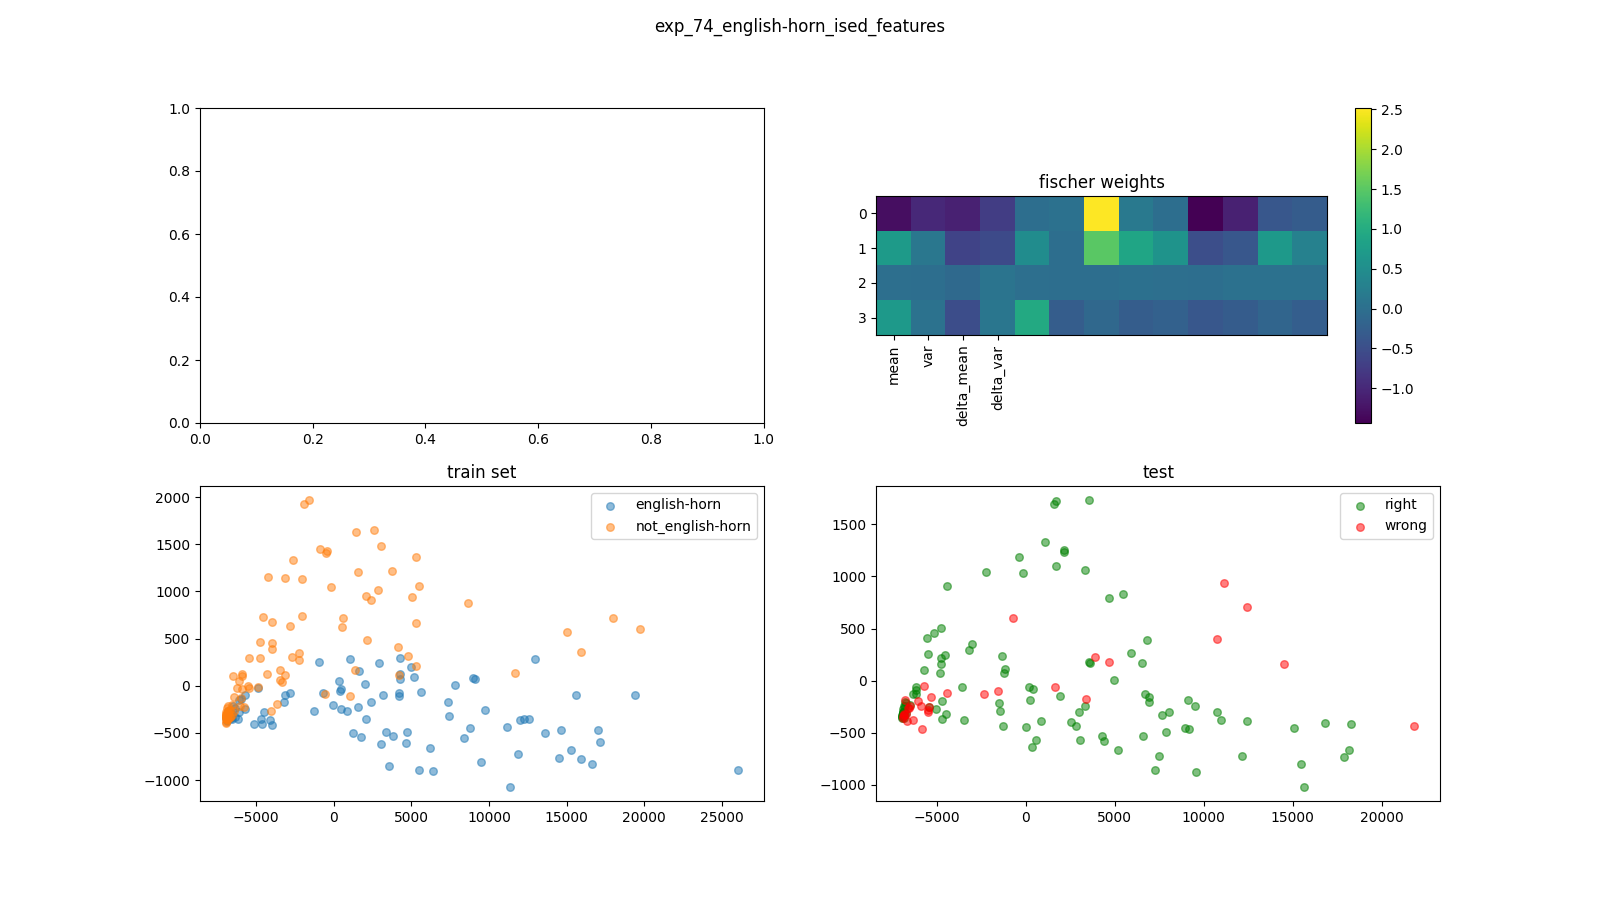 exp_74_english-horn_ised_features
1.0
0.8
0.6
0.4
0.2
0.0
0.0 0.2 0.4 0.6 0.8 1.0
fischer weights
0
1
2
3
mean var delta_mean delta_var
2.5
2.0
1.5
1.0
0.5
0.0
−0.5
−1.0
train set
english-horn
not_english-horn
2000
1500
1000
500
0
−500
−1000
−5000 0 5000 10000 15000 20000 25000
test
right
wrong
1500
1000
500
0
−500
−1000
−5000 0 5000 10000 15000 20000